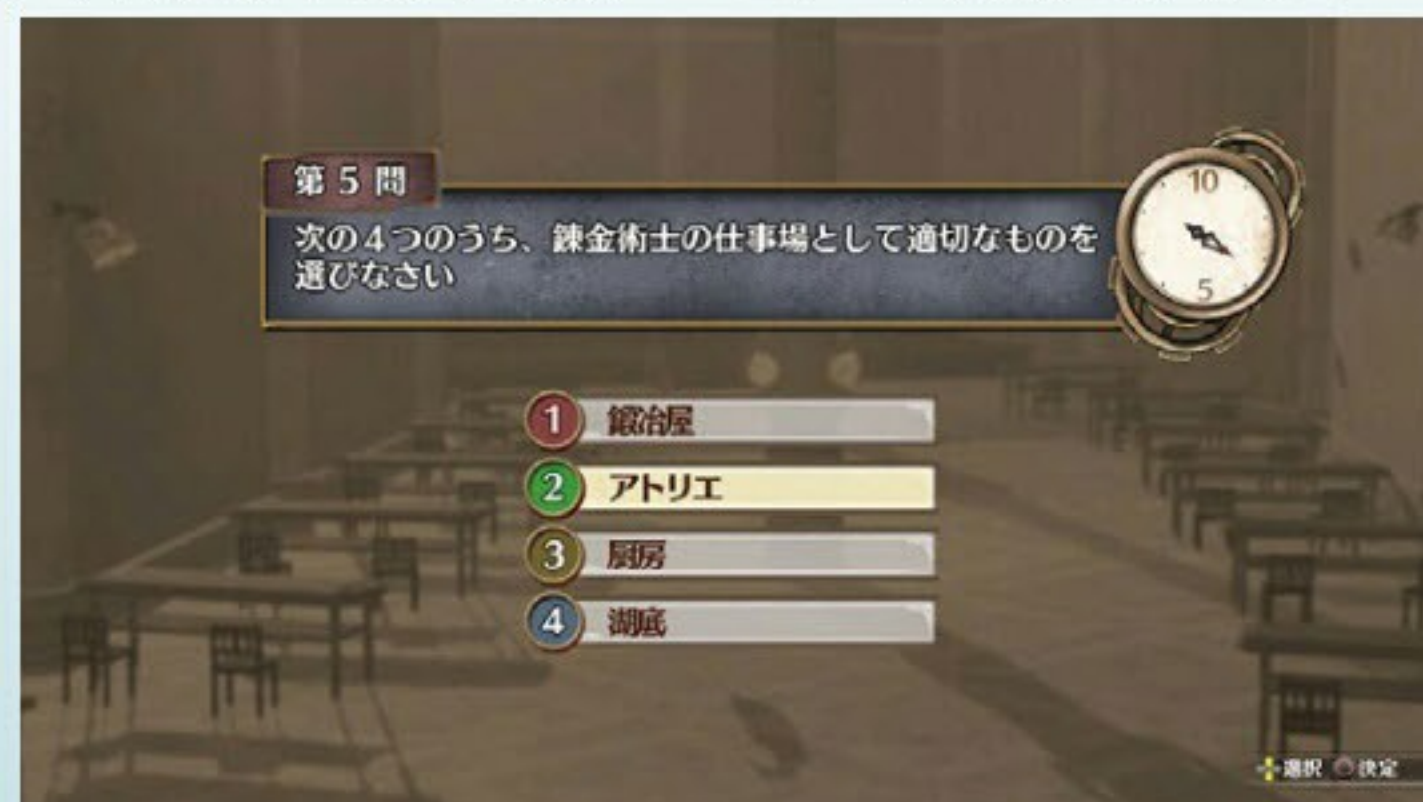 第5問
10
次の4つのうち、錬金術士の仕事場として適切なものを
選びなさい
5
1 鍛冶屋
2 アトリエ
3 厨房
4 湖底
選択 決定